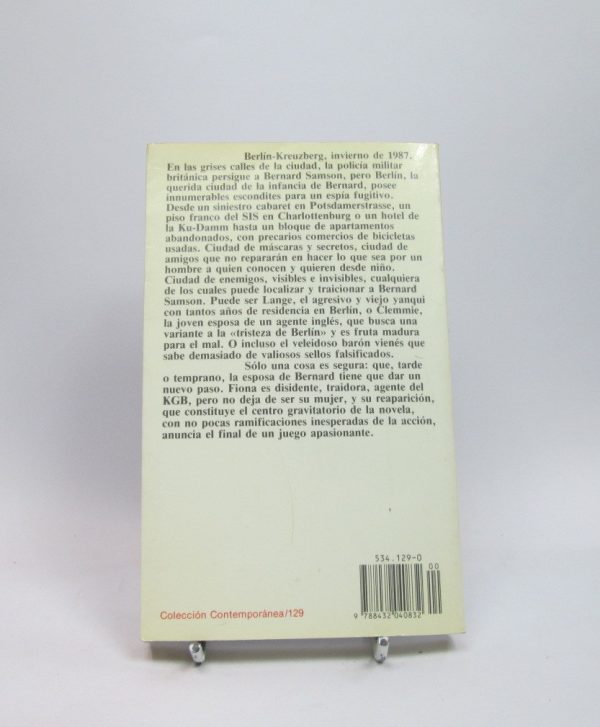 Berlín-Kreuzberg, invierno de 1987.
En las grises calles de la ciudad, la policía militar
británica persigue a Bernard Samson, pero Berlín, la
querida ciudad de la infancia de Bernard, posee
innumerables escondites para un espía fugitivo.
Desde un siniestro cabaret en Potsdamerstrasse, un
piso franco del SIS en Charlottenburg o un hotel de
la Ku-Damm hasta un bloque de apartamentos
abandonados, con precarios comercios de bicicletas
usadas. Ciudad de máscaras y secretos, ciudad de
amigos que no repararán en hacer lo que sea por un
hombre a quien conocen y quieren desde niño.
Ciudad de enemigos, visibles e invisibles, cualquiera
de los cuales puede localizar y traicionar a Bernard
Samson. Puede ser Lange, el agresivo y viejo yanqui
con tantos años de residencia en Berlín, o Clemmie,
la joven esposa de un agente inglés, que busca una
variante a la «tristeza de Berlín» y es fruta madura
para el mal. O incluso el veleidoso barón vienés que
sabe demasiado de valiosos sellos falsificados.
Sólo una cosa es segura: que, tarde
o temprano, la esposa de Bernard tiene que dar un
nuevo paso. Fiona es disidente, traidora, agente del
KGB, pero no deja de ser su mujer, y su reaparición,
que constituye el centro gravitatorio de la novela,
con no pocas ramificaciones inesperadas de la acción,
anuncia el final de un juego apasionante.
534.129-0
00
9 788432 040832
Colección Contemporánea/129